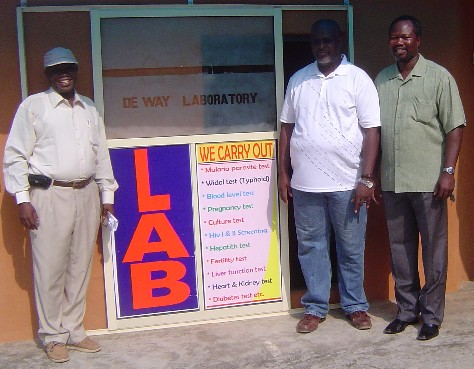 DE WAY LABORATORY
LAB
WE CARRY OUT
* Malaria parasite test
* Widal test (Typhoid)
* Blood level test
* Pregnancy test
* Culture test
* Hiv I & II Screening
* Hepatitis test
* Fertility test
* Liver function test
* Heart & Kidney test
* Diabetis test etc.